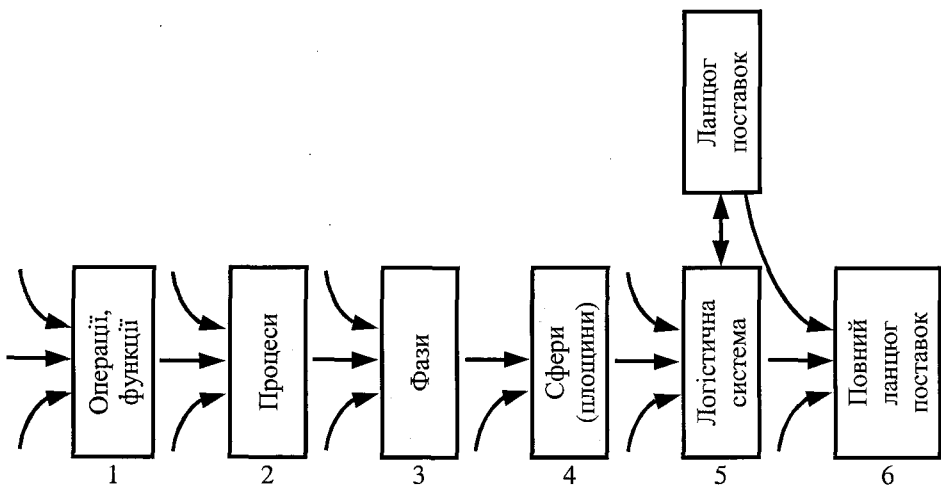 Ланцюг
поставок
Операції,
функції
Процеси
Фази
Сфери
(площини)
Логістична
система
Повний
ланцюг
поставок
1
2
3
4
5
6